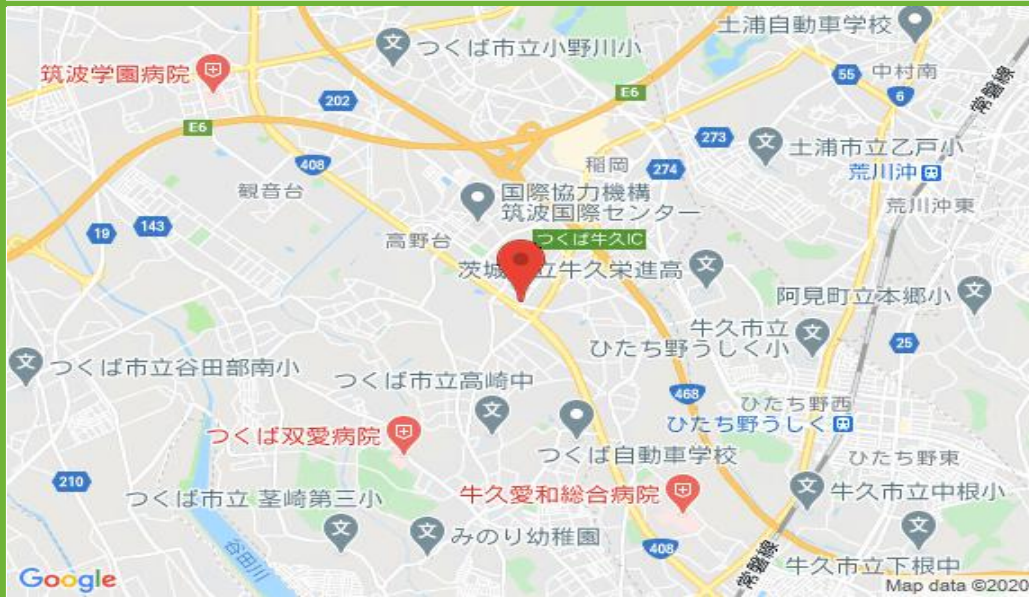 土浦自動車学校
つくば市立小野川小
筑波学園病院
55
中村南
6
常磐線
202
E6
E6
408
273
土浦市立乙戸小
稲岡
274
荒川沖
観音台
国際協力機構
筑波国際センター
荒川沖東
19
143
高野台
つくば牛久IC
茨城
立牛久栄進高
阿見町立本郷小
牛久市立
ひたち野うしく小
25
つくば市立谷田部南小
つくば市立高崎中
468
ひたち野西
ひたち野うしく
つくば双愛病院
つくば自動車学校
ひたち野東
210
つくば市立 茎崎第三小
牛久愛和総合病院
牛久市立中根小
みのり幼稚園
谷田川
408
常磐線
牛久市立下根中
Google
Map data ©2020